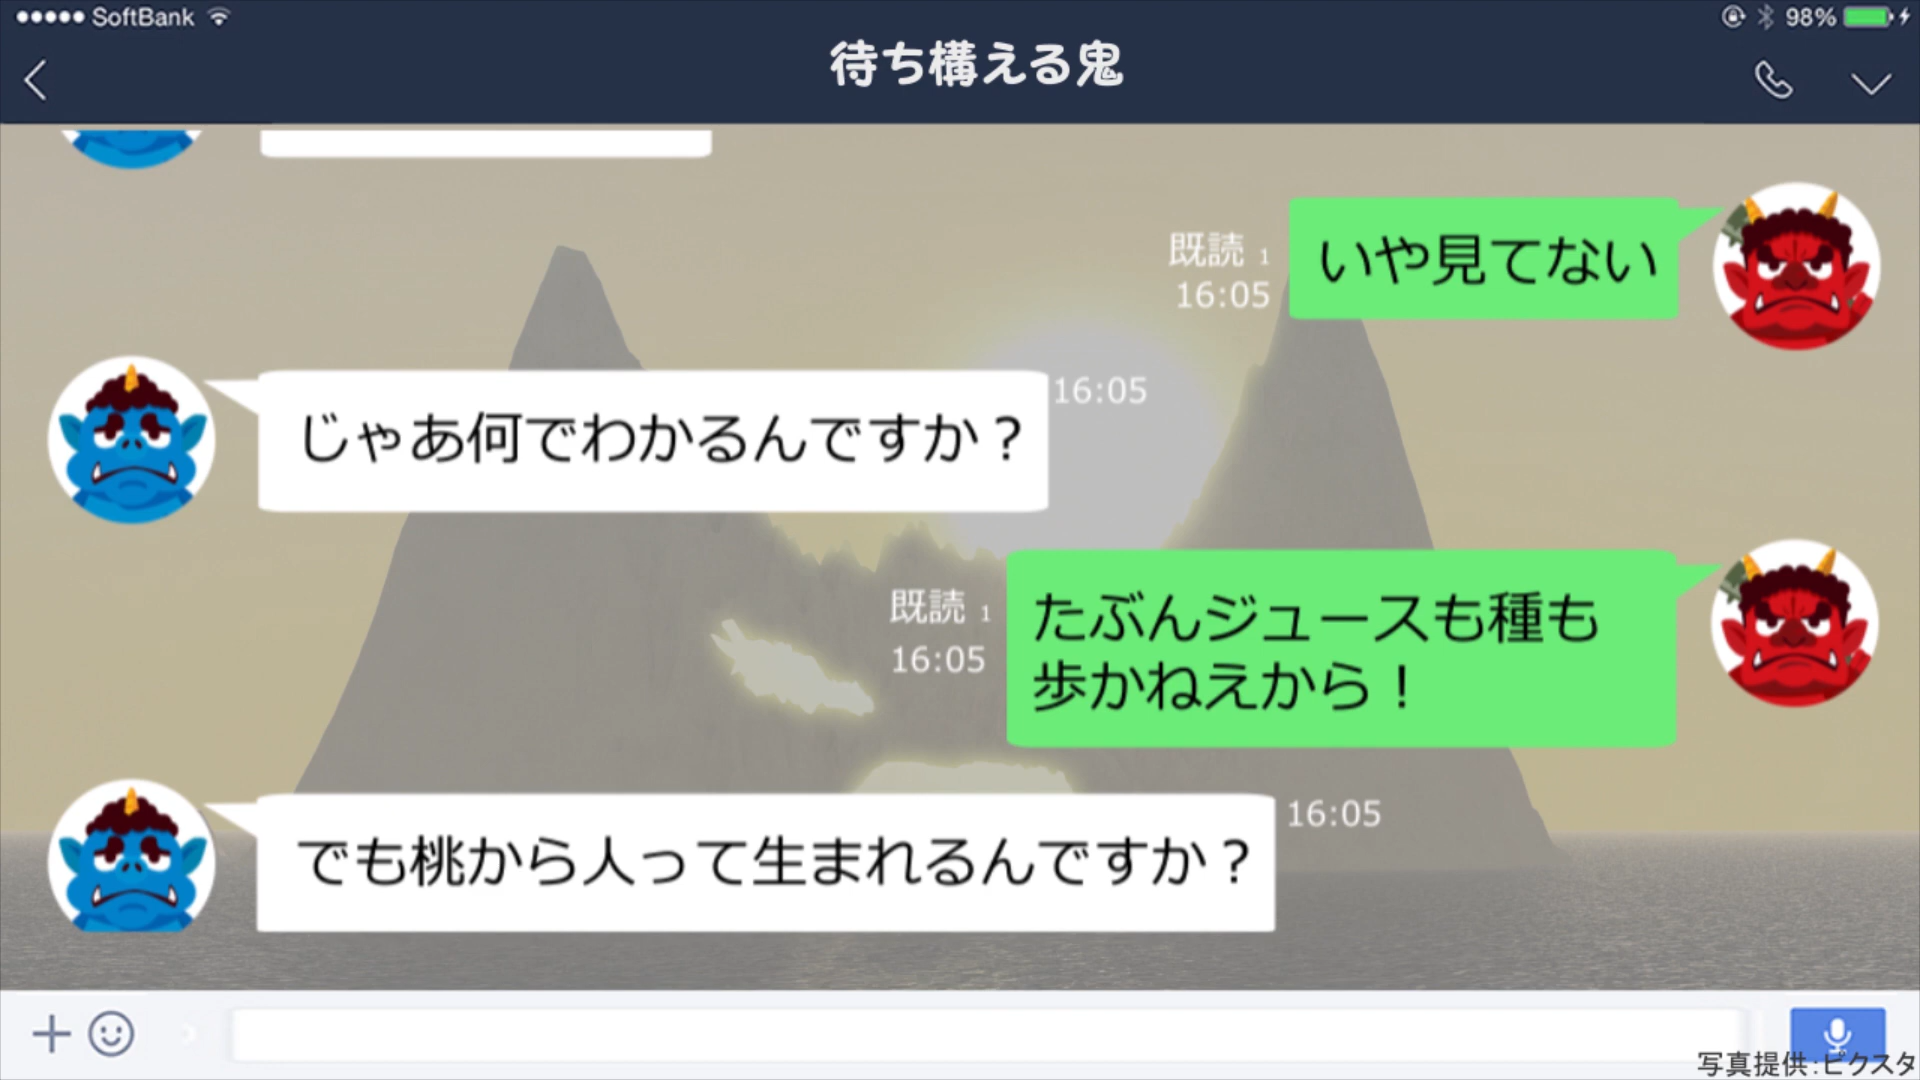 SoftBank
98%
待ち構える鬼
いや見てない
既読 1
16:05
じゃあ何でわかるんですか？
16:05
たぶんジュースも種も
歩かねえから！
既読 1
16:05
でも桃から人って生まれるんですか？
16:05
写真提供:ピクスタ